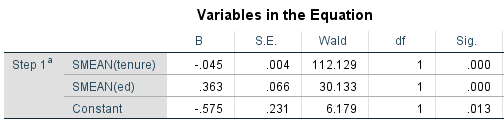 Variables in the Equation
B S.E. Wald df Sig.
Step 1a SMEAN(tenure) -.045 .004 112.129 1 .000
SMEAN(ed) .363 .066 30.133 1 .000
Constant -.575 .231 6.179 1 .013